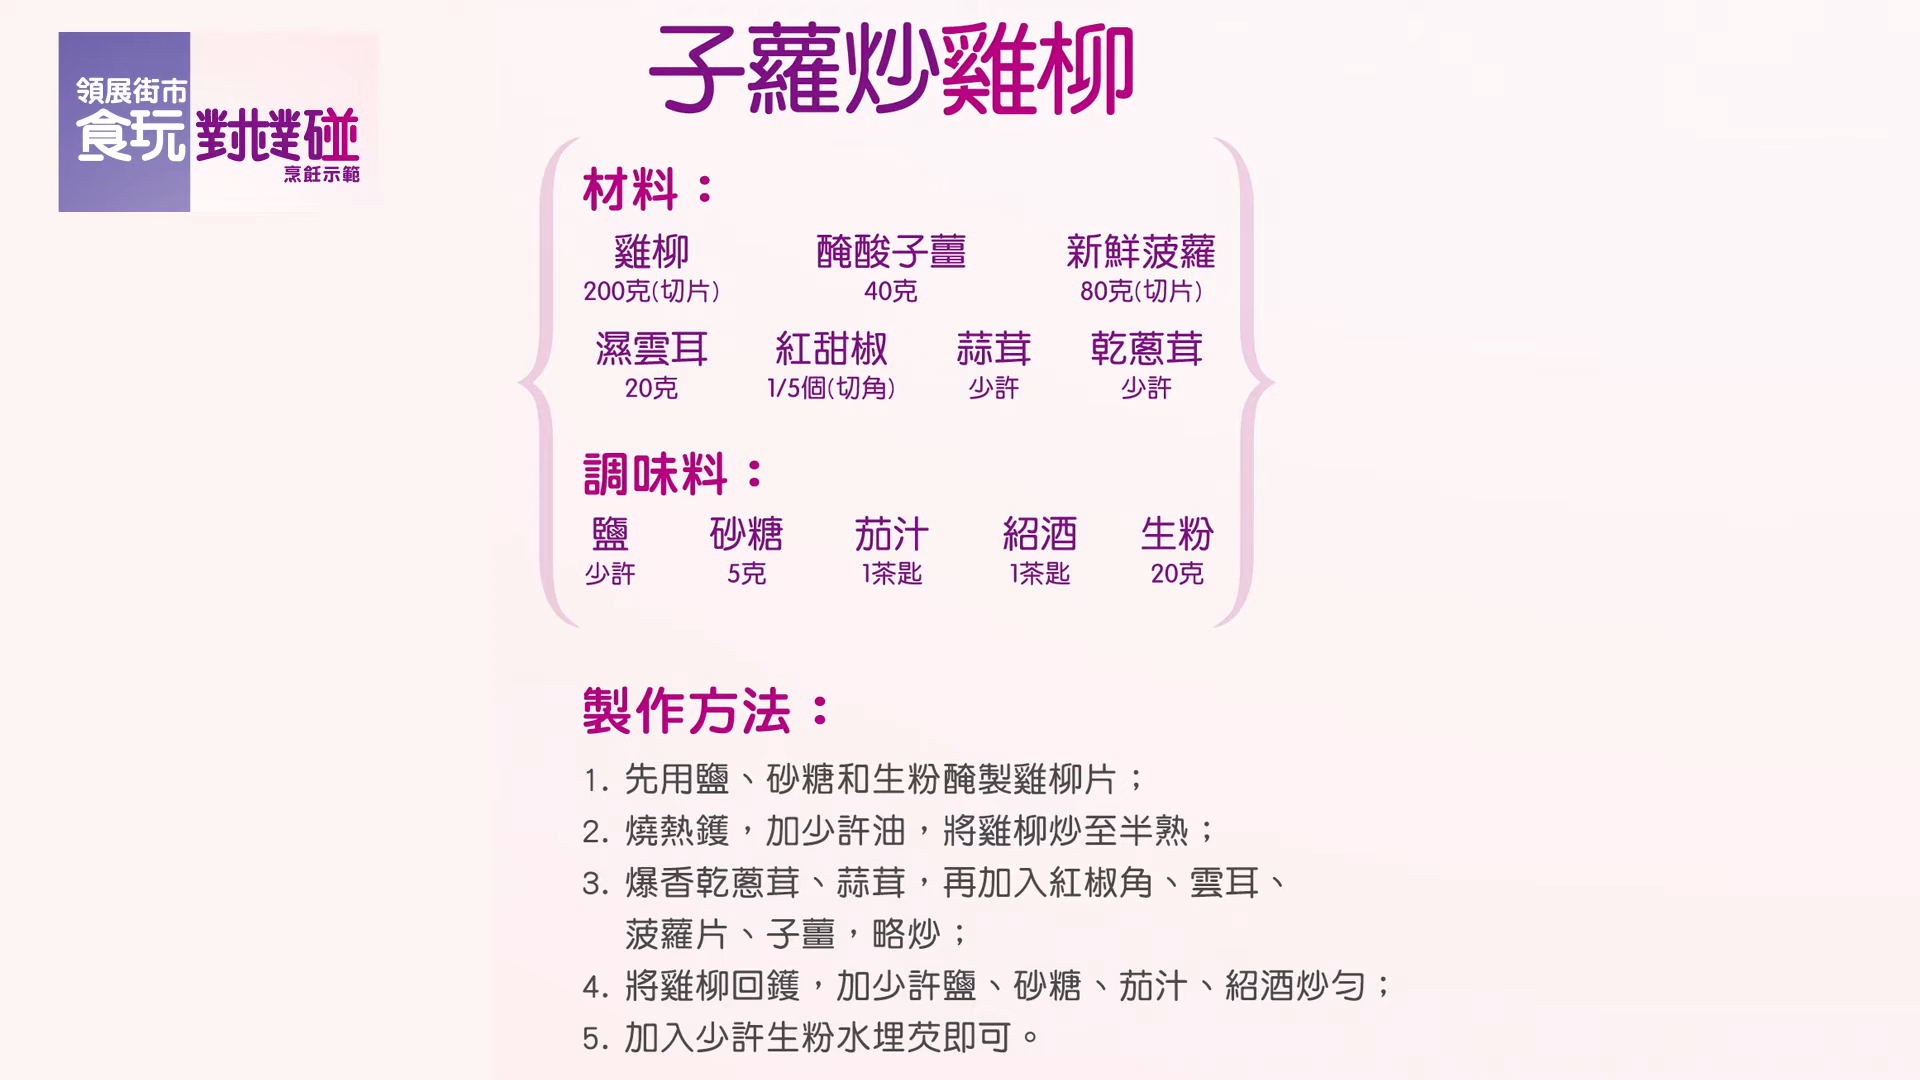 領展街市
食玩對碰
烹飪示範
子蘿炒雞柳
材料：
雞柳 醃酸子薑 新鮮菠蘿
200克(切片) 40克 80克(切片)
濕雲耳 紅甜椒 蒜茸 乾蔥茸
20克 1/5個(切角) 少許 少許
調味料：
鹽 砂糖 茄汁 紹酒 生粉
少許 5克 1茶匙 1茶匙 20克
製作方法：
1. 先用鹽、砂糖和生粉醃製雞柳片；
2. 燒熱鑊，加少許油，將雞柳炒至半熟；
3. 爆香乾蔥茸、蒜茸，再加入紅椒角、雲耳、
菠蘿片、子薑，略炒；
4. 將雞柳回鑊，加少許鹽、砂糖、茄汁、紹酒炒勻；
5. 加入少許生粉水埋芡即可。